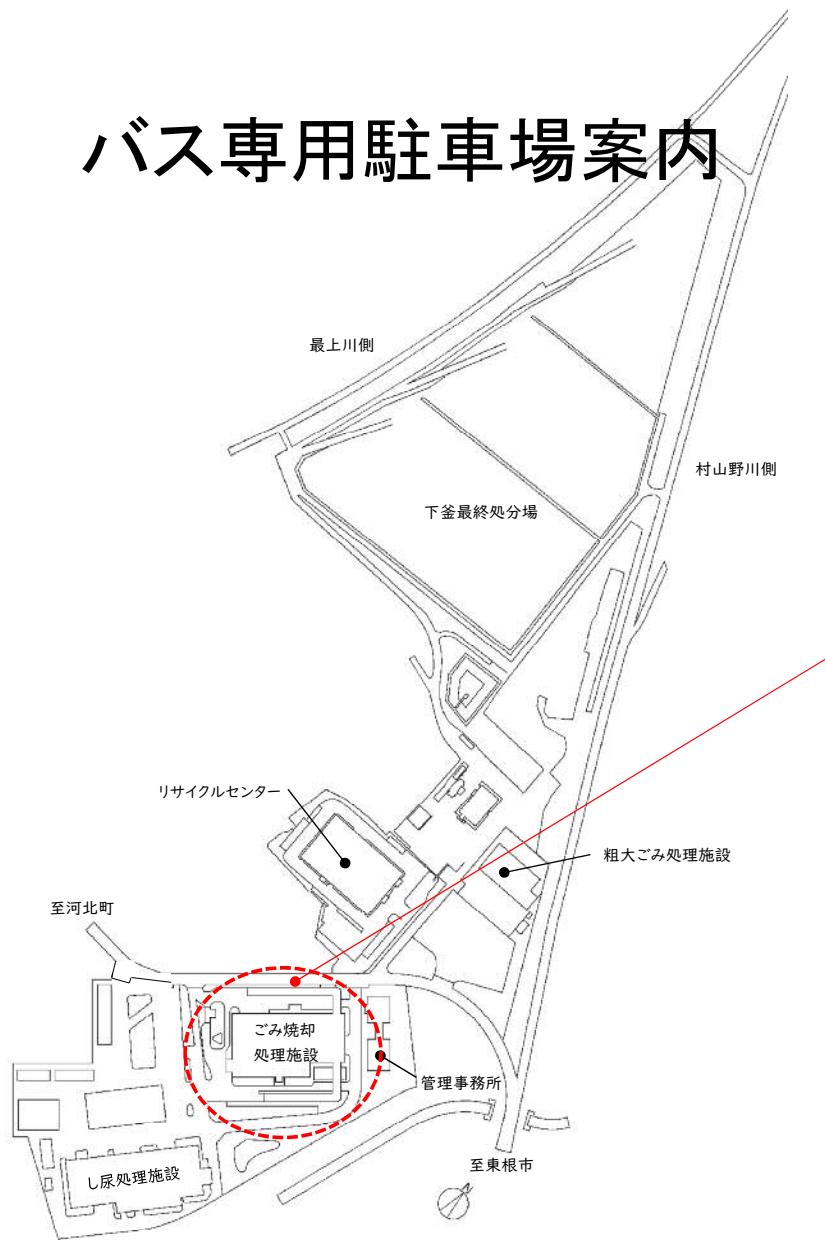 バス専用駐車場案内
最上川側
村山野川側
下釜最終処分場
リサイクルセンター
粗大ごみ処理施設
至河北町
ごみ焼却
処理施設
管理事務所
至東根市
し尿処理施設